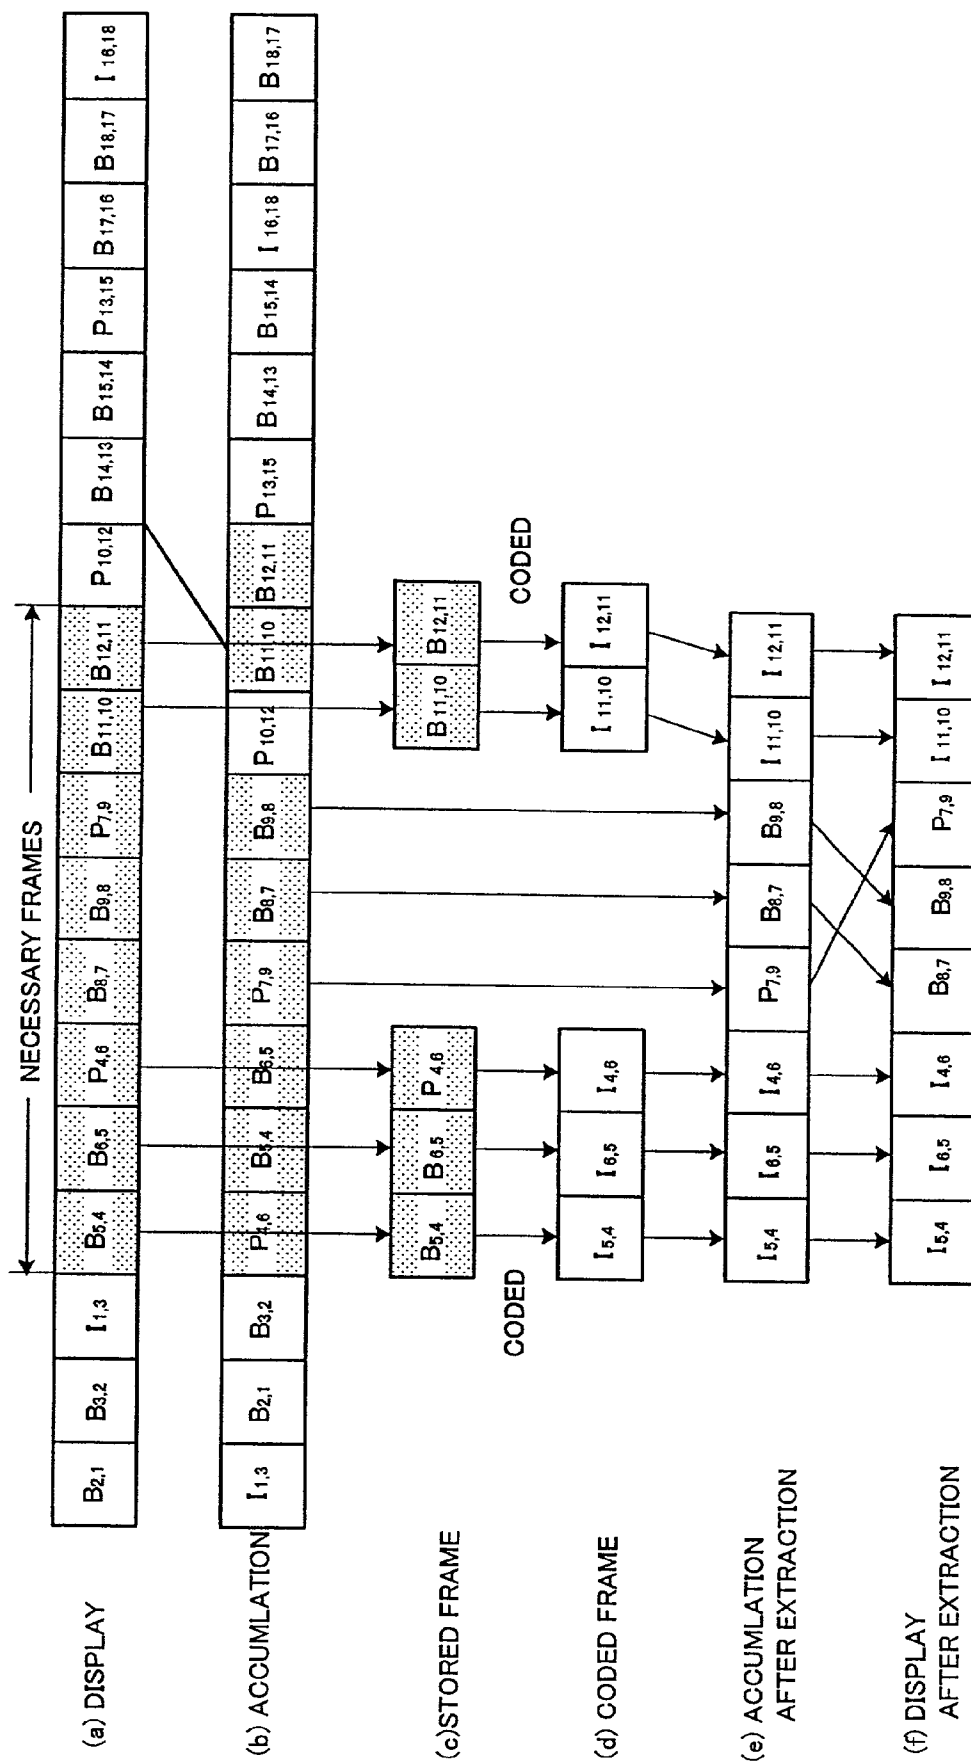 NECESSARY FRAMES
(a) DISPLAY
B2,1 B3,2 I1,3 B5,4 B6,5 P4,6 B8,7 B9,8 P7,9 B11,10 B12,11 P10,12 B14,13 B15,14 P13,15 B17,16 B18,17 I16,18
(b) ACCUMLATION
I1,3 B2,1 B3,2 P4,6 B5,4 B6,5 P7,9 B8,7 B9,8 P10,12 B11,10 B12,11 P13,15 B14,13 B15,14 I16,18 B17,16 B18,17
(c)STORED FRAME
B5,4 B6,5 P4,6 B11,10 B12,11
CODED
CODED
(d) CODED FRAME
I5,4 I6,5 I4,6 I11,10 I12,11
(e) ACCUMLATION
AFTER EXTRACTION
I5,4 I6,5 I4,6 P7,9 B8,7 B9,8 I11,10 I12,11
(f) DISPLAY
AFTER EXTRACTION
I5,4 I6,5 I4,6 B8,7 B9,8 P7,9 I11,10 I12,11